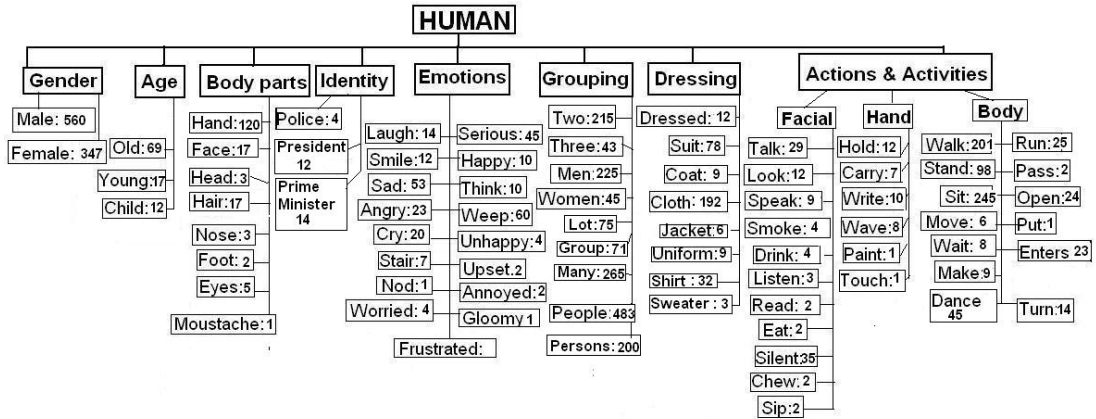 HUMAN
Gender
Male: 560
Female: 347
Age
Old: 69
Young: 17
Child: 12
Body parts
Hand: 120
Face: 17
Head: 3
Hair: 17
Nose: 3
Foot: 2
Eyes: 5
Moustache: 1
Identity
Police: 4
President
12
Prime
Minister
14
Emotions
Laugh: 14
Smile: 12
Sad: 53
Angry: 23
Cry: 20
Stair: 7
Nod: 1
Worried: 4
Serious: 45
Happy: 10
Think: 10
Weep: 60
Unhappy: 4
Upset: 2
Annoyed: 2
Gloomy 1
Frustrated:
Grouping
Two: 215
Three: 43
Men: 225
Women: 45
Lot: 75
Group: 71
Many: 265
People: 483
Persons: 200
Dressing
Dressed: 12
Suit: 78
Coat: 9
Cloth: 192
Jacket: 6
Uniform: 9
Shirt : 32
Sweater : 3
Actions & Activities
Facial
Talk: 29
Look: 12
Speak: 9
Smoke: 4
Drink: 4
Listen: 3
Read: 2
Eat: 2
Silent: 35
Chew: 2
Sip: 2
Hand
Hold: 12
Carry: 7
Write: 10
Wave: 8
Paint: 1
Touch: 1
Body
Walk: 201
Stand: 98
Sit: 245
Move: 6
Wait: 8
Make: 9
Dance
45
Run: 25
Pass: 2
Open: 24
Put: 1
Enters 23
Turn: 14